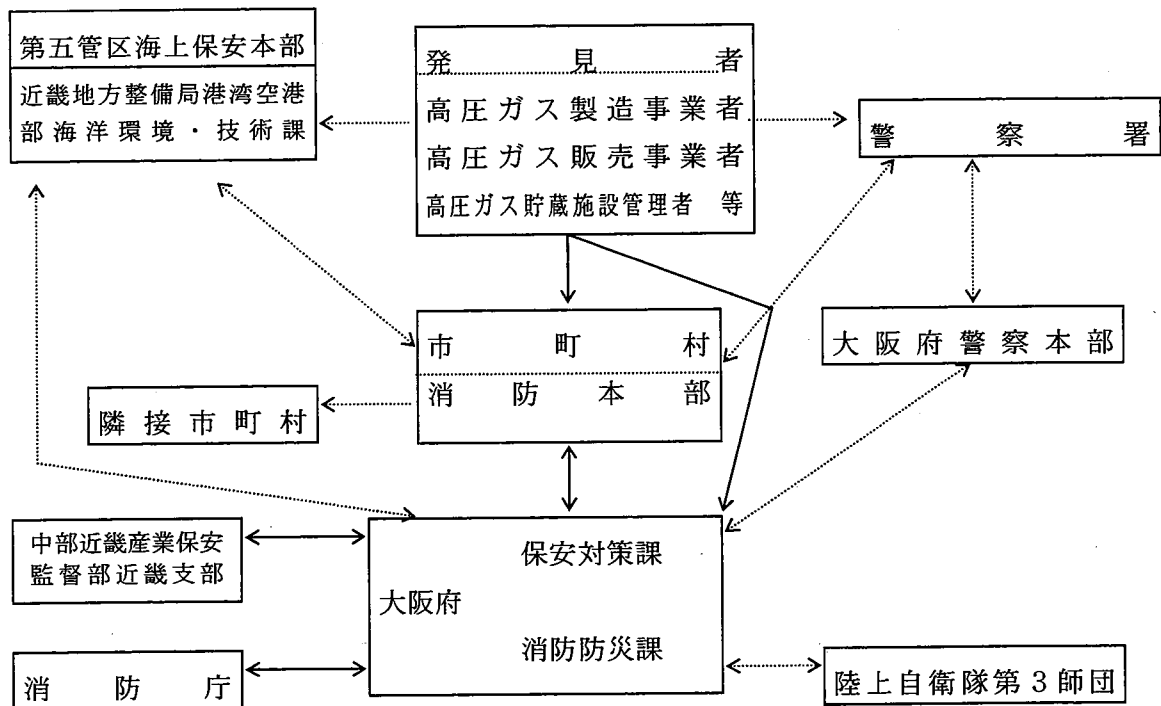 第五管区海上保安本部
近畿地方整備局港湾空港
部海洋環境・技術課
発見者
高圧ガス製造事業者
高圧ガス販売事業者
高圧ガス貯蔵施設管理者 等
警察署
市町村
消防本部
大阪府警察本部
隣接市町村
中部近畿産業保安
監督部近畿支部
保安対策課
大阪府
消防防災課
消防庁
陸上自衛隊第3師団